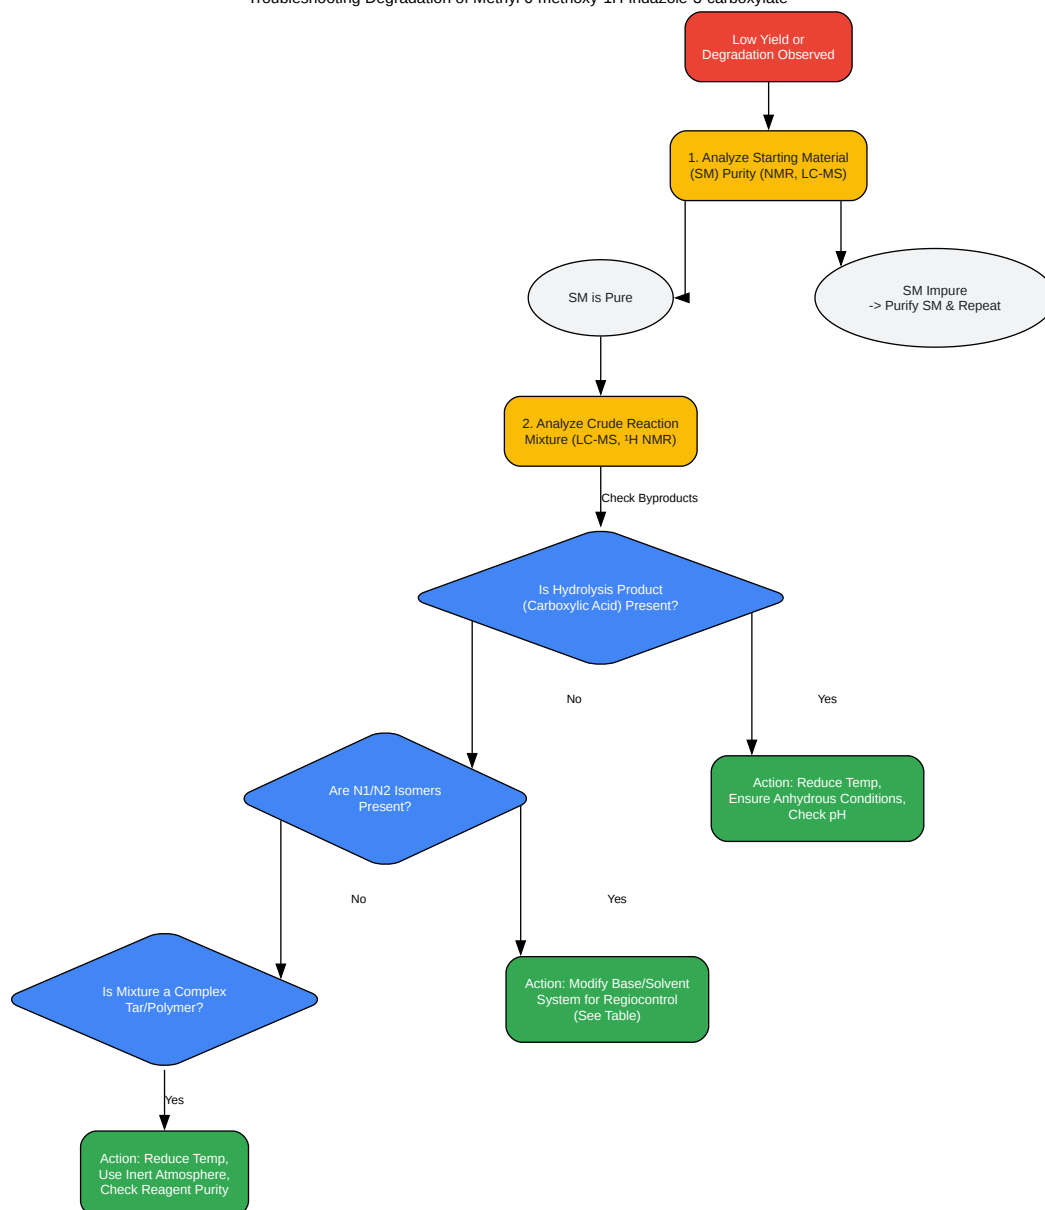 Troubleshooting Degradation of Methyl 6-methoxy-1H-indazole-3-carboxylate
Low Yield or
Degradation Observed
1. Analyze Starting Material
(SM) Purity (NMR, LC-MS)
SM is Pure
SM Impure
-> Purify SM & Repeat
2. Analyze Crude Reaction
Mixture (LC-MS, ¹H NMR)
Check Byproducts
Is Hydrolysis Product
(Carboxylic Acid) Present?
No
Yes
Are N1/N2 Isomers
Present?
Action: Reduce Temp,
Ensure Anhydrous Conditions,
Check pH
No
Yes
Is Mixture a Complex
Tar/Polymer?
Action: Modify Base/Solvent
System for Regiocontrol
(See Table)
Yes
Action: Reduce Temp,
Use Inert Atmosphere,
Check Reagent Purity